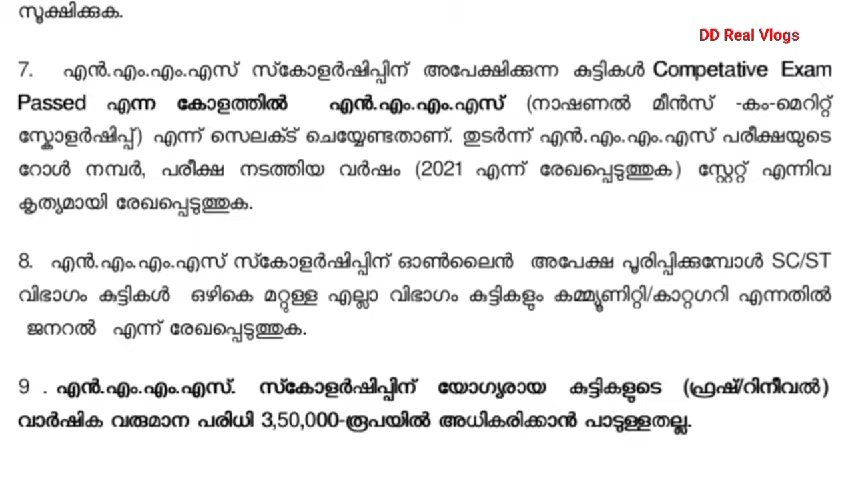 സൂക്ഷിക്കുക.
DD Real Vlogs
7. എൻ.എം.എം.എസ് സ്കോളർഷിപ്പിന് അപേക്ഷിക്കുന്ന കുട്ടികൾ Competative Exam
Passed എന്ന കോളത്തിൽ എൻ.എം.എം.എസ് (നാഷണൽ മീൻസ് -കം-മെറിറ്റ്
സ്കോളർഷിപ്പ്) എന്ന് സെലക്ട് ചെയ്യേണ്ടതാണ്. തുടർന്ന് എൻ.എം.എം.എസ് പരീക്ഷയുടെ
റോൾ നമ്പർ, പരീക്ഷ നടത്തിയ വർഷം (2021 എന്ന് രേഖപ്പെടുത്തുക) സ്റ്റേറ്റ് എന്നിവ
കൃത്യമായി രേഖപ്പെടുത്തുക.
8. എൻ.എം.എം.എസ് സ്കോളർഷിപ്പിന് ഓൺലൈൻ അപേക്ഷ പൂരിപ്പിക്കുമ്പോൾ SC/ST
വിഭാഗം കുട്ടികൾ ഒഴികെ മറ്റുള്ള എല്ലാ വിഭാഗം കുട്ടികളും കമ്മ്യൂണിറ്റി/കാറ്റഗറി എന്നതിൽ
ജനറൽ എന്ന് രേഖപ്പെടുത്തുക.
9 . എൻ.എം.എം.എസ്. സ്കോളർഷിപ്പിന് യോഗ്യരായ കുട്ടികളുടെ (ഫ്രഷ്/റിനീവൽ)
വാർഷിക വരുമാന പരിധി 3,50,000-രൂപയിൽ അധികരിക്കാൻ പാടുള്ളതല്ല.